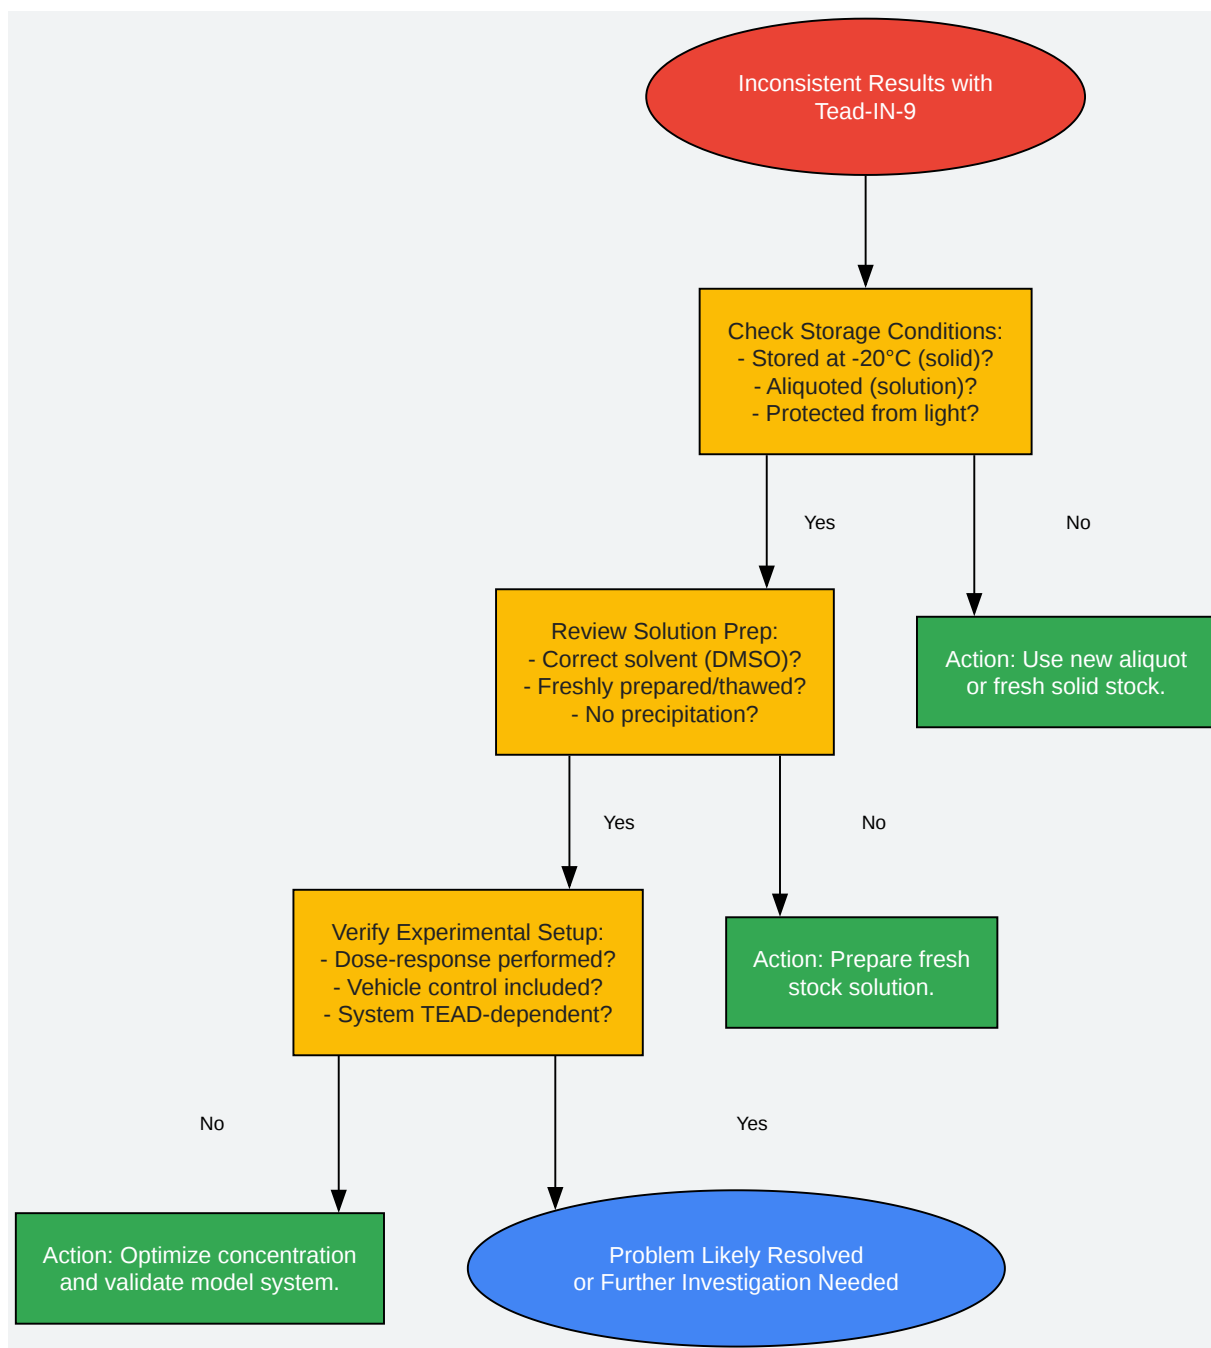 Inconsistent Results with
Tead-IN-9
Check Storage Conditions:
- Stored at -20°C (solid)?
- Aliquoted (solution)?
- Protected from light?
Yes
No
Review Solution Prep:
- Correct solvent (DMSO)?
- Freshly prepared/thawed?
- No precipitation?
Action: Use new aliquot
or fresh solid stock.
Yes
No
Verify Experimental Setup:
- Dose-response performed?
- Vehicle control included?
- System TEAD-dependent?
Action: Prepare fresh
stock solution.
No
Yes
Action: Optimize concentration
and validate model system.
Problem Likely Resolved
or Further Investigation Needed